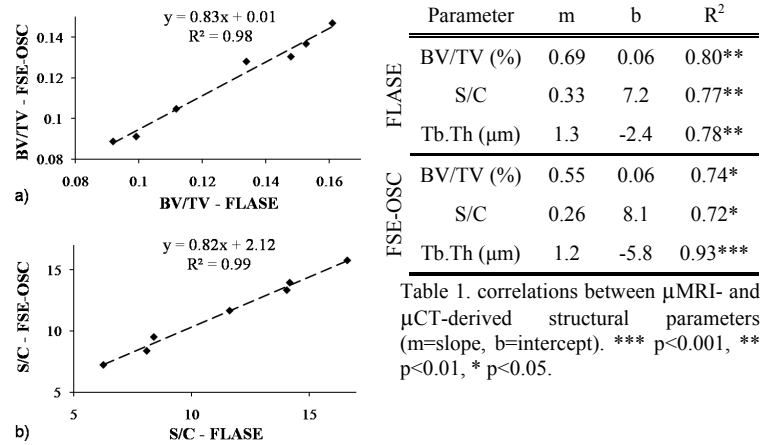 y = 0.83x + 0.01
R² = 0.98
BV/TV - FSE-OSC
0.14
0.12
0.1
0.08
0.08 0.1 0.12 0.14 0.16
BV/TV - FLASE
a)
y = 0.82x + 2.12
R² = 0.99
S/C - FSE-OSC
15
10
5
5 10 15
S/C - FLASE
b)
Parameter m b R²
FLASE
BV/TV (%) 0.69 0.06 0.80**
S/C 0.33 7.2 0.77**
Tb.Th (μm) 1.3 -2.4 0.78**
FSE-OSC
BV/TV (%) 0.55 0.06 0.74*
S/C 0.26 8.1 0.72*
Tb.Th (μm) 1.2 -5.8 0.93***
Table 1. correlations between μMRI- and
μCT-derived structural parameters
(m=slope, b=intercept). *** p<0.001, **
p<0.01, * p<0.05.